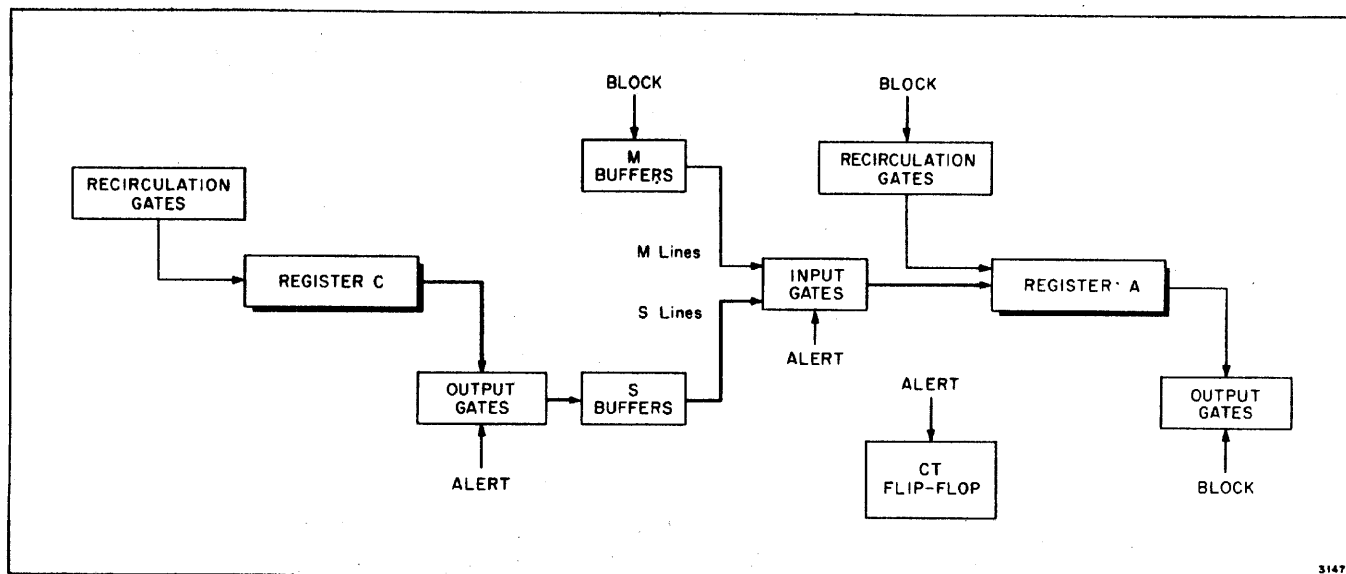 BLOCK
BLOCK
M
BUFFERS
RECIRCULATION
GATES
RECIRCULATION
GATES
M Lines
REGISTER C
INPUT
GATES
REGISTER A
S Lines
ALERT
OUTPUT
GATES
S
BUFFERS
ALERT
OUTPUT
GATES
ALERT
CT
FLIP-FLOP
BLOCK
3147